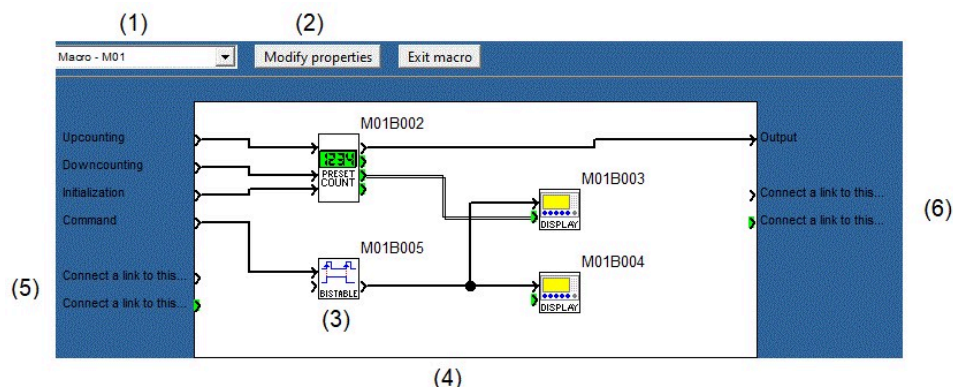 (1)
(2)
Macro - M01
Modify properties
Exit macro
M01B002
Upcounting
Output
1234
Downcounting
PRESET
COUNT
M01B003
Initialization
Connect a link to this...
Command
DISPLAY
Connect a link to this...
(6)
M01B005
M01B004
Connect a link to this...
(5)
BISTABLE
Connect a link to this...
DISPLAY
(3)
(4)